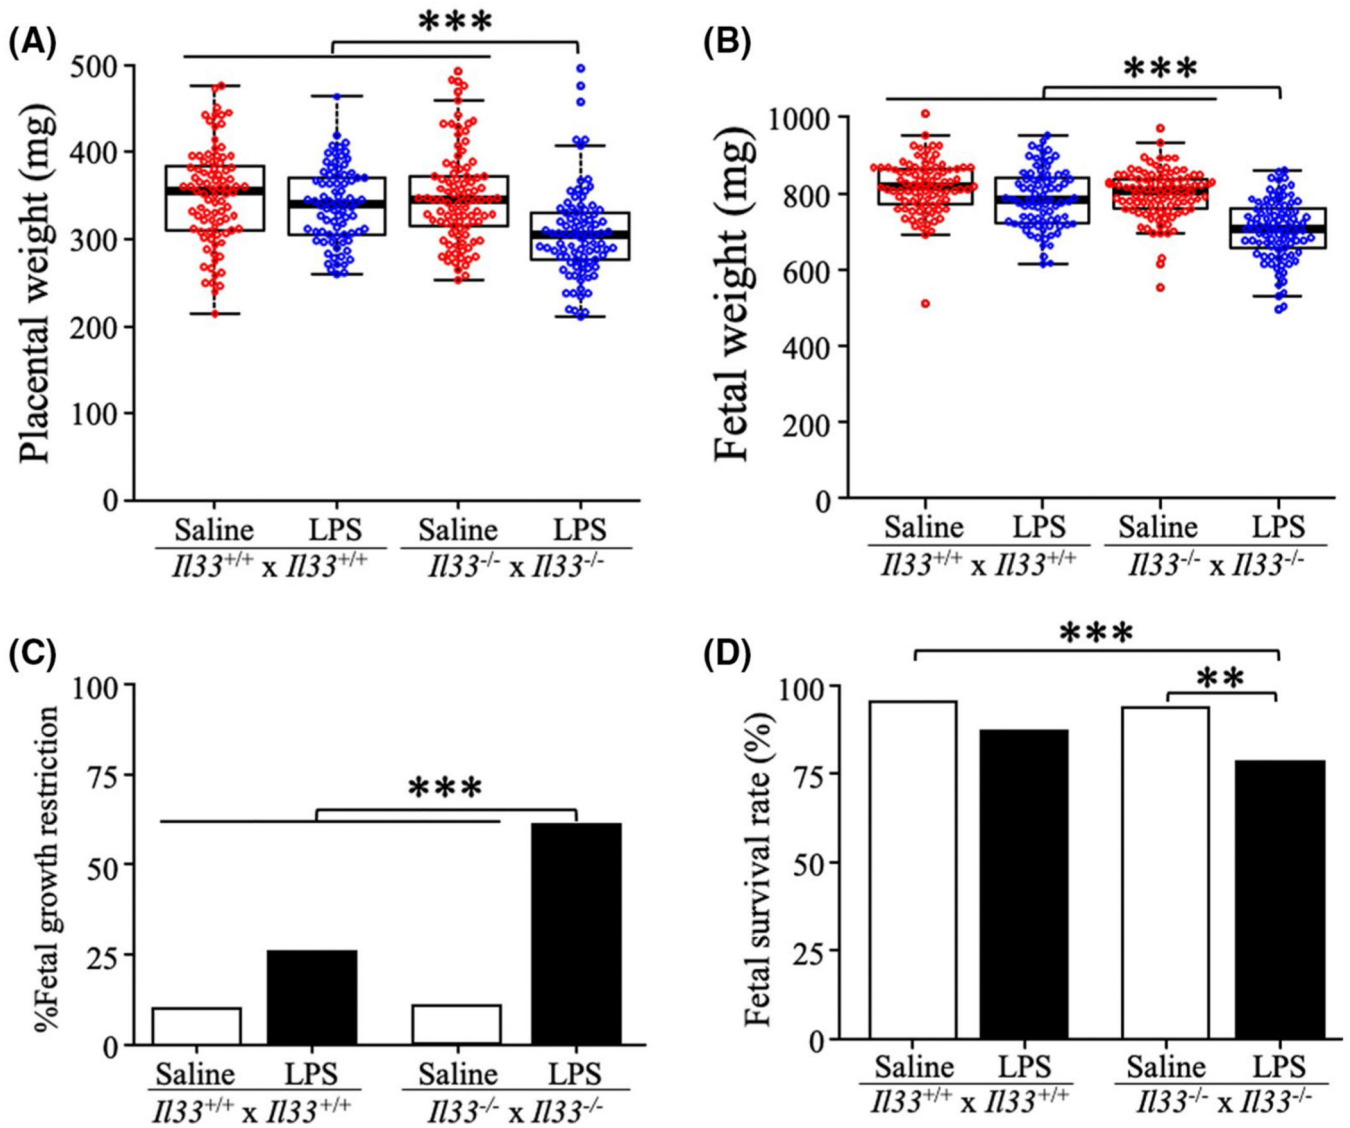 (A)
***
Placental weight (mg)
500
400
300
200
100
0
Saline LPS Saline LPS
Il33+/+ x Il33+/+ Il33-/- x Il33-/-
(B)
***
Fetal weight (mg)
1000
800
600
400
200
0
Saline LPS Saline LPS
Il33+/+ x Il33+/+ Il33-/- x Il33-/-
(C)
***
%Fetal growth restriction
100
75
50
25
0
Saline LPS Saline LPS
Il33+/+ x Il33+/+ Il33-/- x Il33-/-
(D)
***
**
Fetal survival rate (%)
100
75
50
25
0
Saline LPS Saline LPS
Il33+/+ x Il33+/+ Il33-/- x Il33-/-